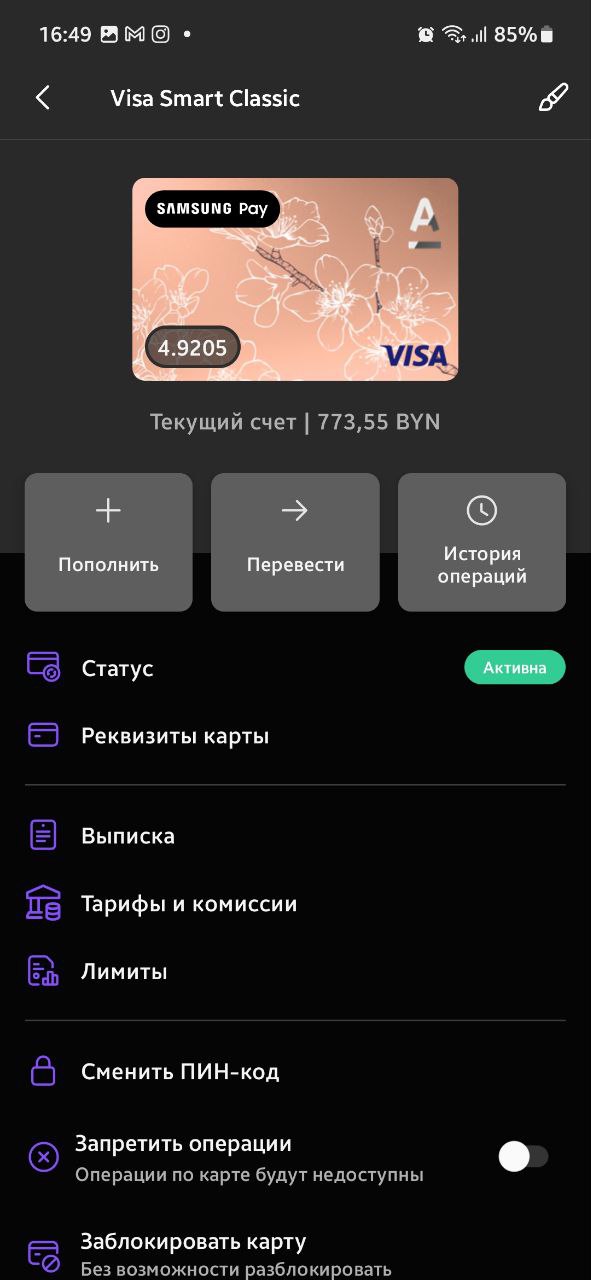 16:49
85%
Visa Smart Classic
SAMSUNG Pay
A
4.9205
VISA
Текущий счет | 773,55 BYN
Пополнить
Перевести
История
операций
Статус
Активна
Реквизиты карты
Выписка
Тарифы и комиссии
Лимиты
Сменить ПИН-код
Запретить операции
Операции по карте будут недоступны
Заблокировать карту
Без возможности разблокировать